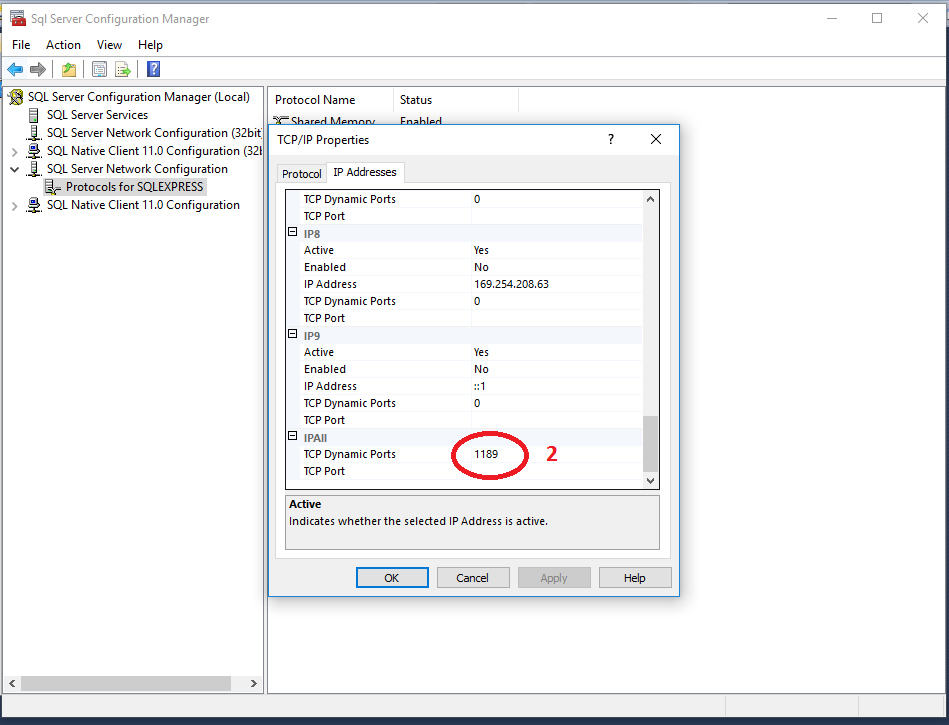 Sql Server Configuration Manager
File Action View Help
SQL Server Configuration Manager (Local)
SQL Server Services
SQL Server Network Configuration (32bit
SQL Native Client 11.0 Configuration (32b
SQL Server Network Configuration
Protocols for SQLEXPRESS
SQL Native Client 11.0 Configuration
Protocol Name Status
Shared Memory Enabled
TCP/IP Properties
Protocol IP Addresses
TCP Dynamic Ports 0
TCP Port
IP8
Active Yes
Enabled No
IP Address 169.254.208.63
TCP Dynamic Ports 0
TCP Port
IP9
Active Yes
Enabled No
IP Address ::1
TCP Dynamic Ports 0
TCP Port
IPAll
TCP Dynamic Ports 1189 2
TCP Port
Active
Indicates whether the selected IP Address is active.
OK Cancel Apply Help